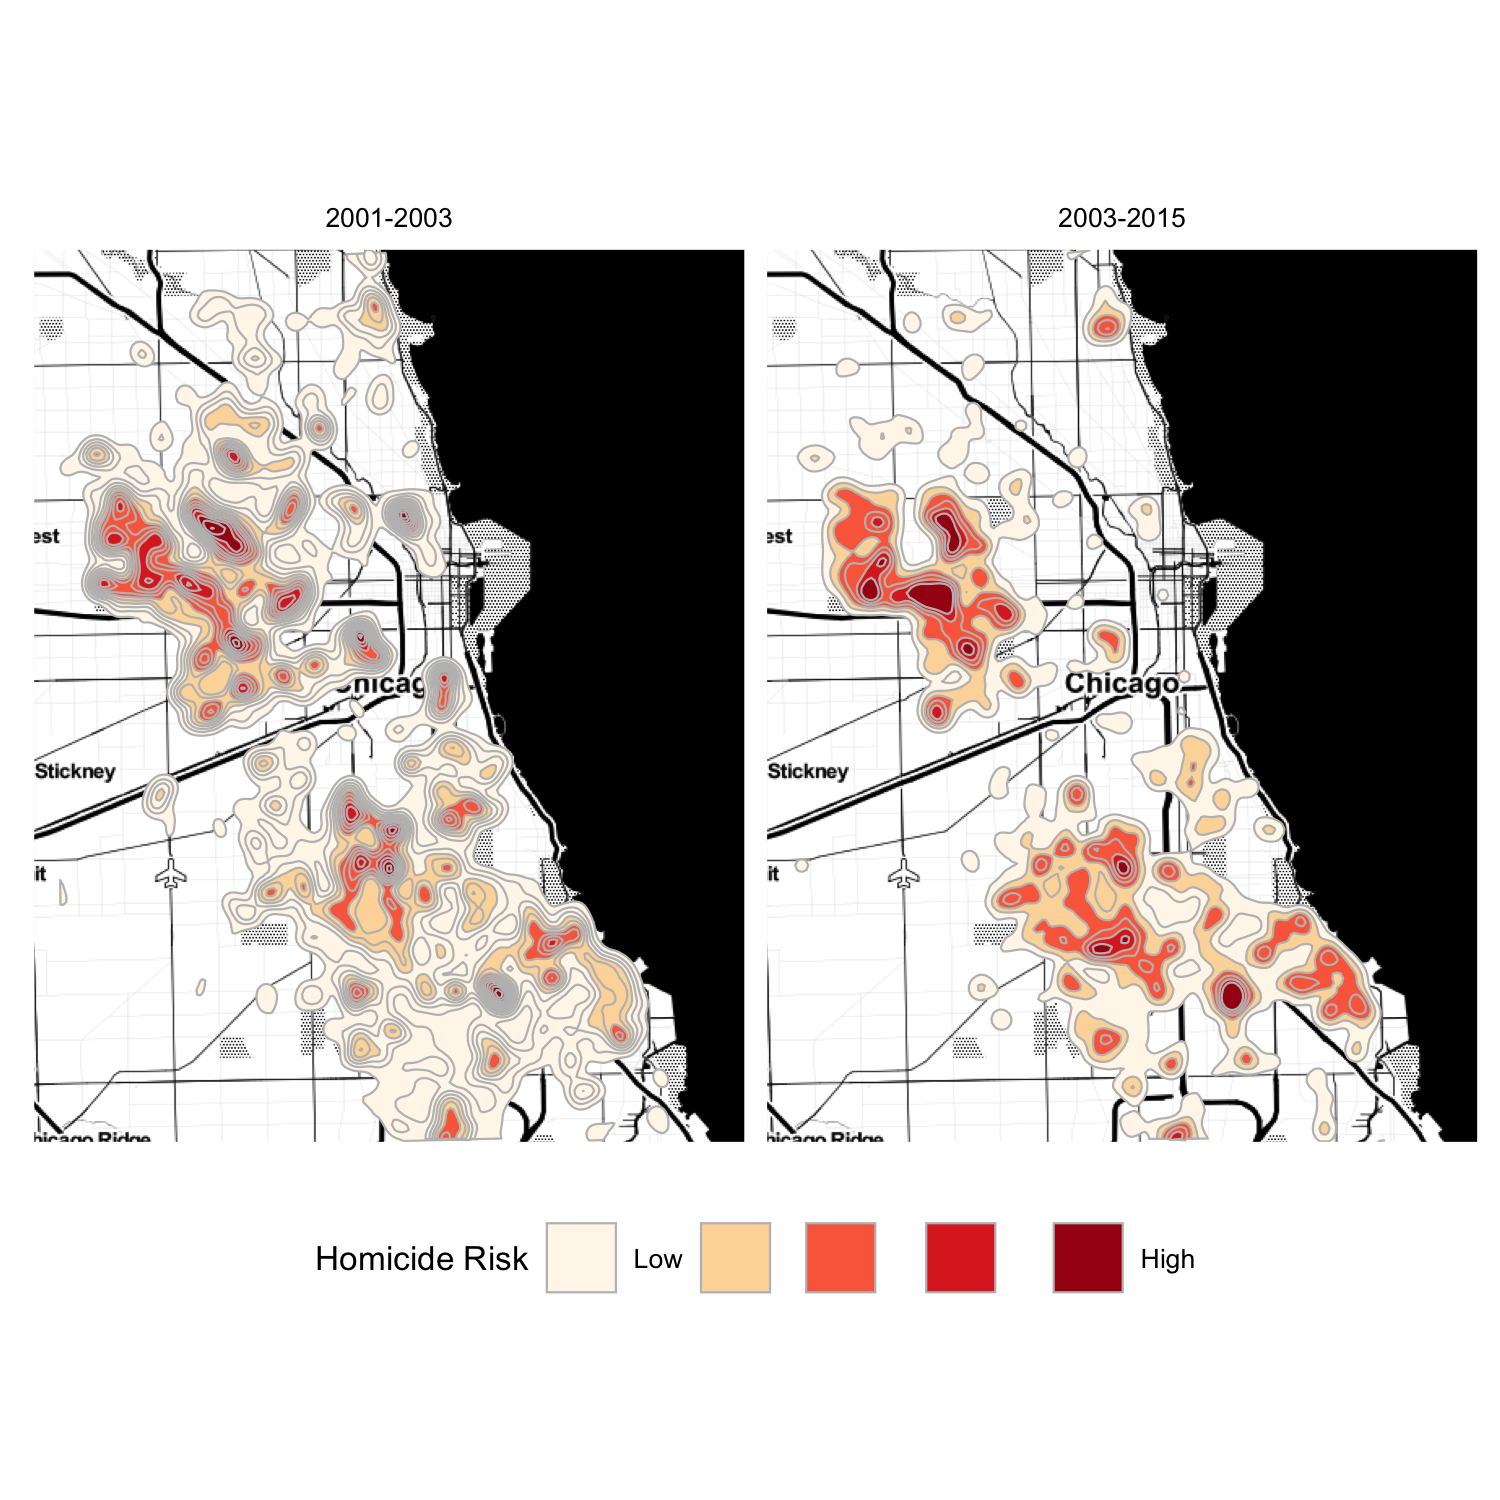 2001-2003
2003-2015
est
est
Chicago
Stickney
Stickney
it
it
hicago Ridge
hicago Ridge
Homicide Risk
Low
High